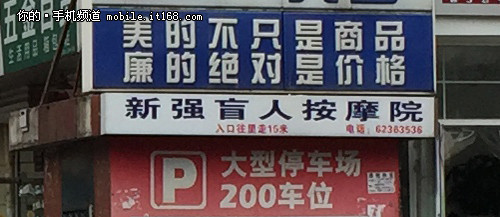 你的·手机频道 mobile.it168.com
美的不只是商品
廉的绝对是价格
新强盲人按摩院
入口往里走15米 电话：62383536
P 大型停车场
200车位